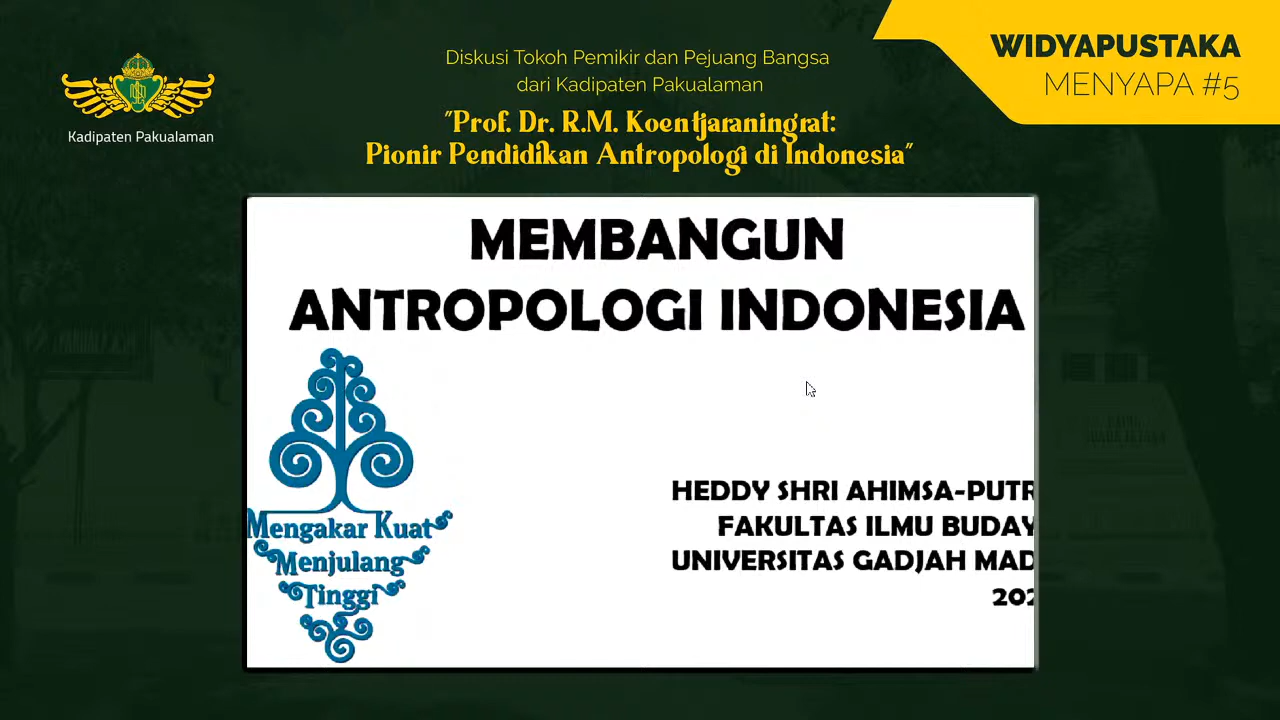 Kadipaten Pakualaman
Diskusi Tokoh Pemikir dan Pejuang Bangsa
dari Kadipaten Pakualaman
"Prof. Dr. R.M. Koentjaraningrat:
Pionir Pendidikan Antropologi di Indonesia"
WIDYAPUSTAKA
MENYAPA #5
MEMBANGUN
ANTROPOLOGI INDONESIA
Mengakar Kuat
Menjulang
Tinggi
HEDDY SHRI AHIMSA-PUTR
FAKULTAS ILMU BUDAY
UNIVERSITAS GADJAH MAD
202